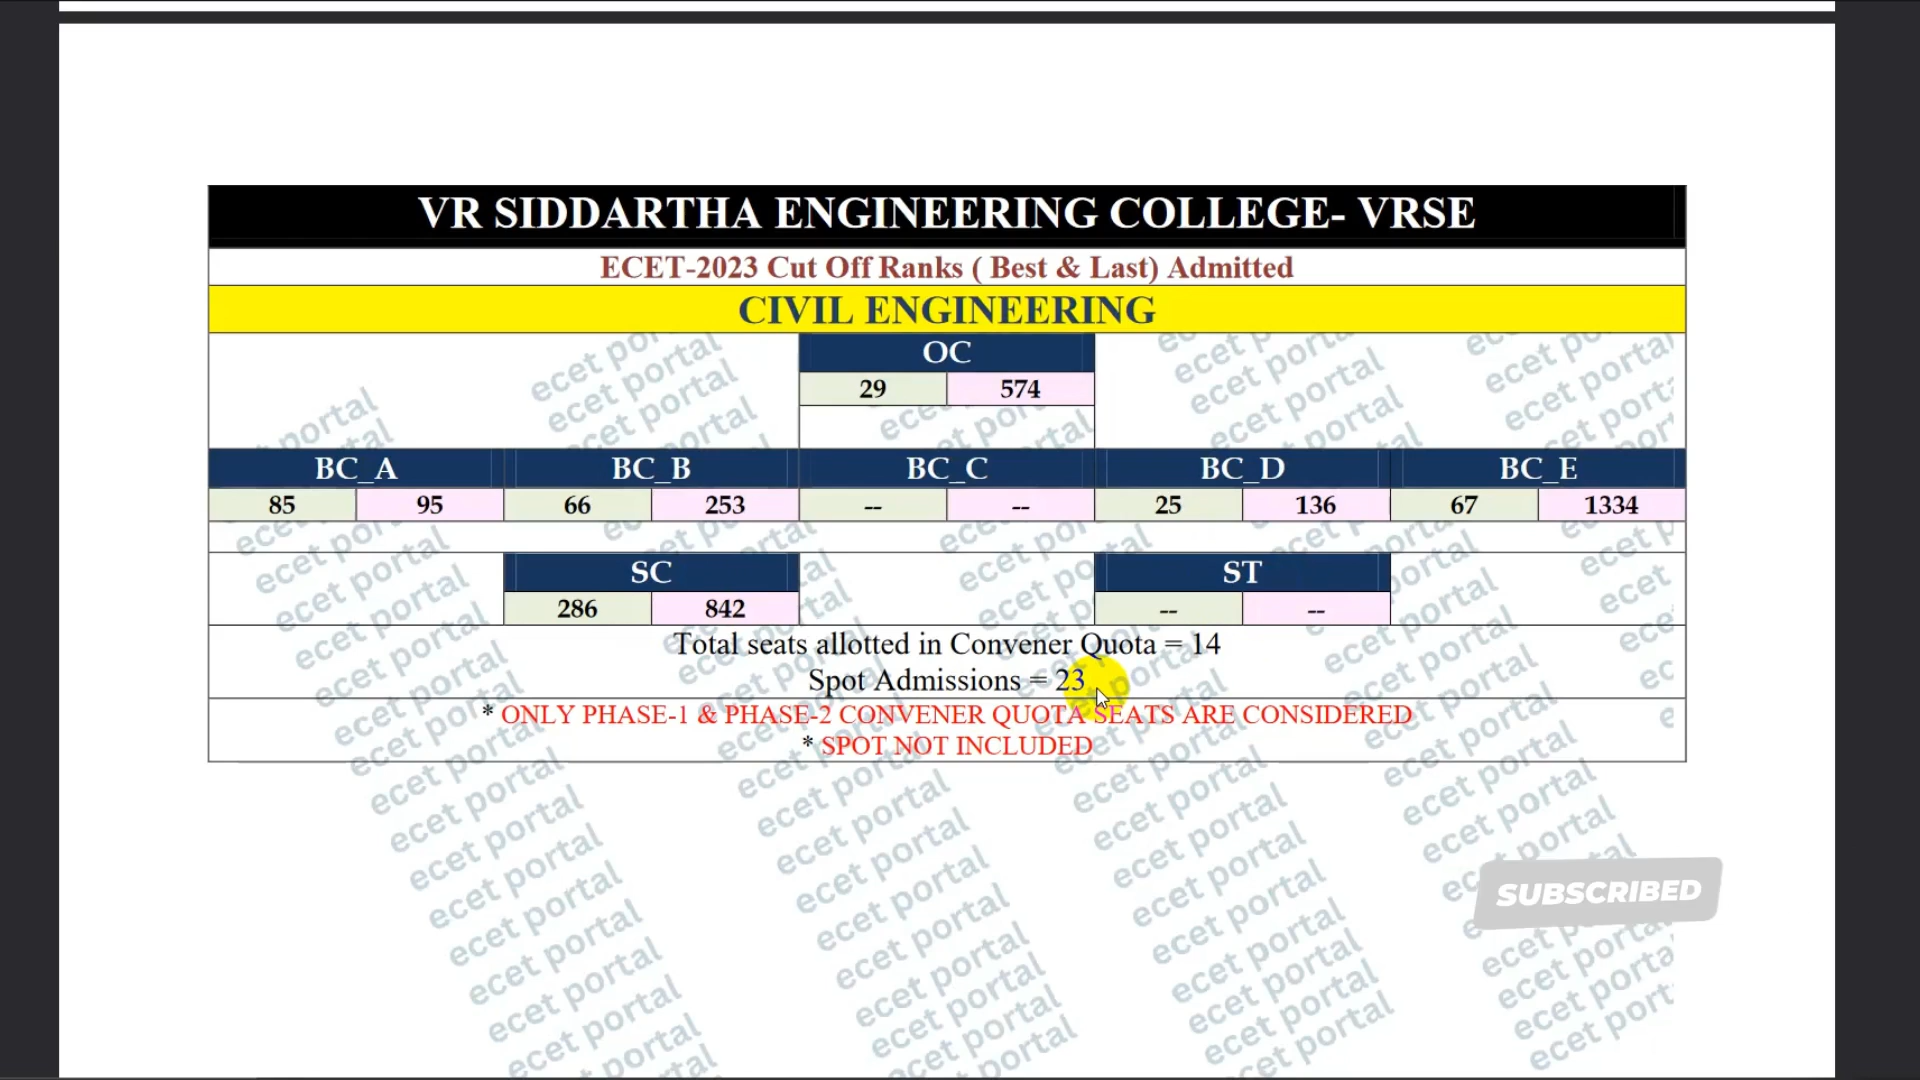 VR SIDDARTHA ENGINEERING COLLEGE- VRSE
ECET-2023 Cut Off Ranks ( Best & Last) Admitted
CIVIL ENGINEERING
OC
29 574
BC_A BC_B BC_C BC_D BC_E
85 95 66 253 -- -- 25 136 67 1334
SC ST
286 842 -- --
Total seats allotted in Convener Quota = 14
Spot Admissions = 23
* ONLY PHASE-1 & PHASE-2 CONVENER QUOTA SEATS ARE CONSIDERED
* SPOT NOT INCLUDED
ecet portal
SUBSCRIBED